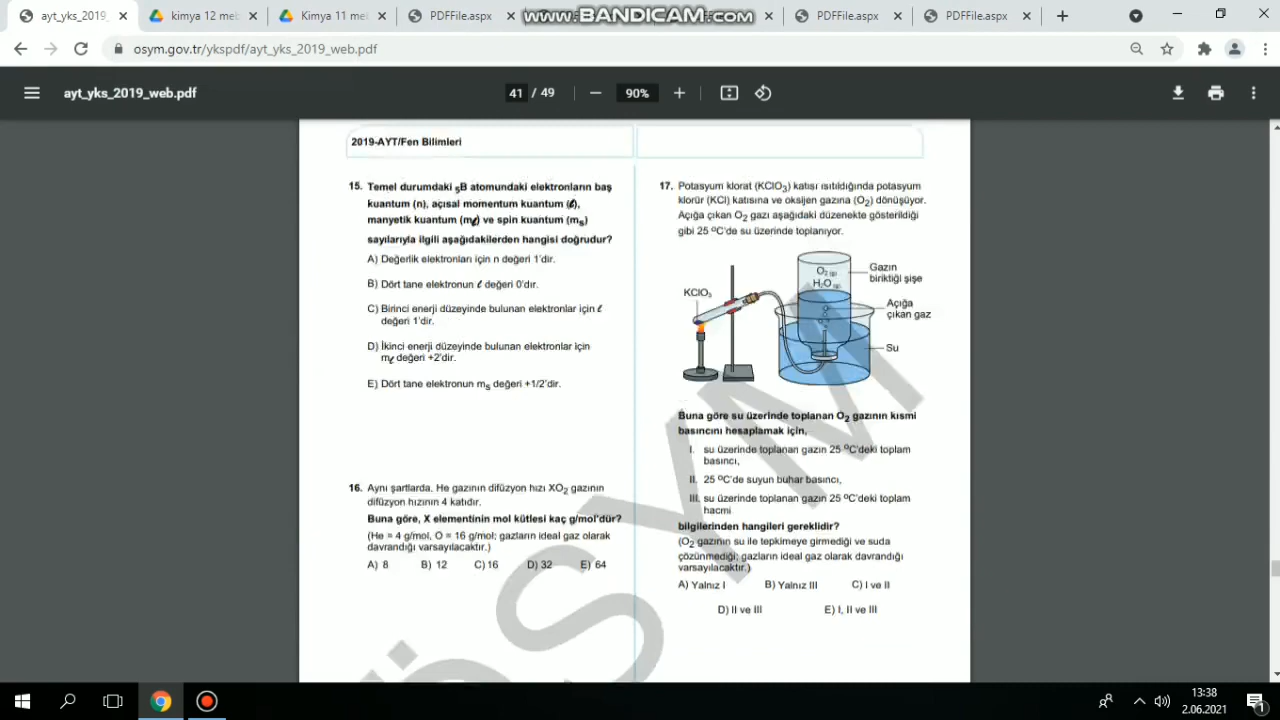 ayt_yks_2019_web.pdf
kimya 12 me
Kimya 11 me
PDFFile.aspx
www.BANDICAM.com
PDFFile.aspx
PDFFile.aspx
osym.gov.tr/ykspdf/ayt_yks_2019_web.pdf
ayt_yks_2019_web.pdf
41 / 49
90%
2019-AYT/Fen Bilimleri
15. Temel durumdaki ₅B atomundaki elektronların baş
kuantum (n), açısal momentum kuantum (ℓ),
manyetik kuantum (mℓ) ve spin kuantum (mₛ)
sayılarıyla ilgili aşağıdakilerden hangisi doğrudur?
A) Değerlik elektronları için n değeri 1'dir.
B) Dört tane elektronun ℓ değeri 0'dır.
C) Birinci enerji düzeyinde bulunan elektronlar için ℓ
değeri 1'dir.
D) İkinci enerji düzeyinde bulunan elektronlar için
mℓ değeri +2'dir.
E) Dört tane elektronun mₛ değeri +1/2'dir.
16. Aynı şartlarda, He gazının difüzyon hızı XO₂ gazının
difüzyon hızının 4 katıdır.
Buna göre, X elementinin mol kütlesi kaç g/mol'dür?
(He = 4 g/mol, O = 16 g/mol; gazların ideal gaz olarak
davrandığı varsayılacaktır.)
A) 8 B) 12 C) 16 D) 32 E) 64
17. Potasyum klorat (KClO₃) katısı ısıtıldığında potasyum
klorür (KCl) katısına ve oksijen gazına (O₂) dönüşüyor.
Açığa çıkan O₂ gazı aşağıdaki düzenekte gösterildiği
gibi 25 °C'de su üzerinde toplanıyor.
O₂ (g)
H₂O (g)
Gazın
biriktiği şişe
KClO₃
Açığa
çıkan gaz
Su
Buna göre su üzerinde toplanan O₂ gazının kısmi
basıncını hesaplamak için,
I. su üzerinde toplanan gazın 25 °C'deki toplam
basıncı,
II. 25 °C'de suyun buhar basıncı,
III. su üzerinde toplanan gazın 25 °C'deki toplam
hacmi
bilgilerinden hangileri gereklidir?
(O₂ gazının su ile tepkimeye girmediği ve suda
çözünmediği; gazların ideal gaz olarak davrandığı
varsayılacaktır.)
A) Yalnız I B) Yalnız III C) I ve II
D) II ve III E) I, II ve III
ÖSYM
13:38
2.06.2021
1